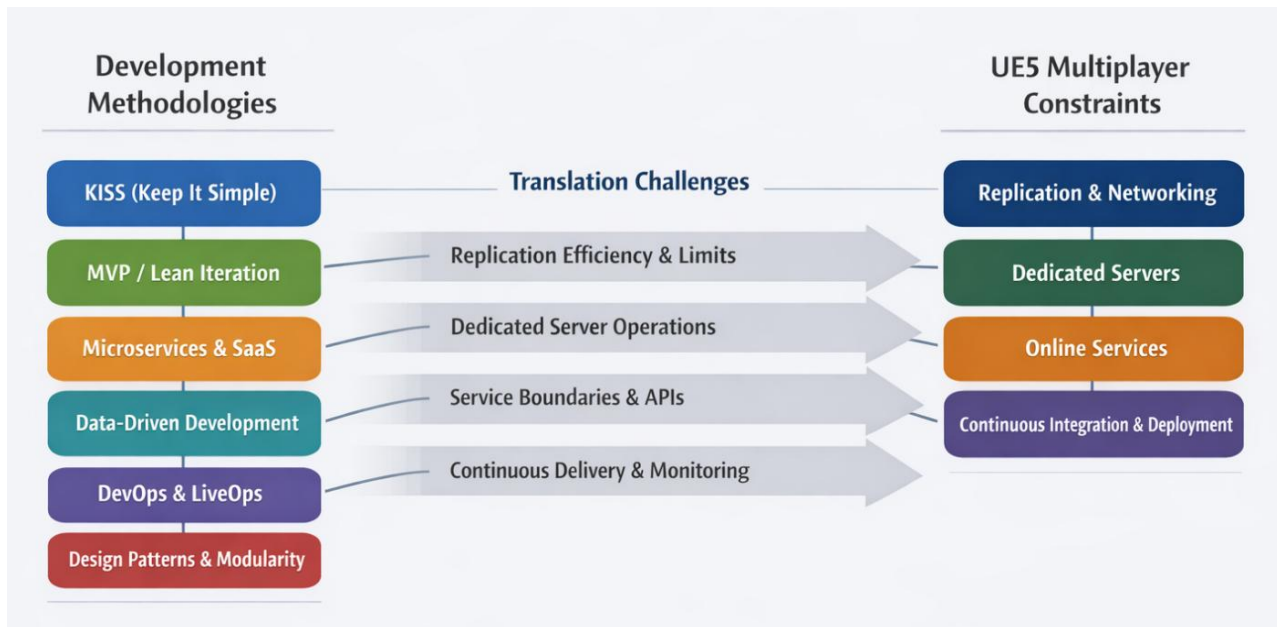 Development
Methodologies
UE5 Multiplayer
Constraints
KISS (Keep It Simple)
Translation Challenges
Replication & Networking
MVP / Lean Iteration
Replication Efficiency & Limits
Dedicated Servers
Microservices & SaaS
Dedicated Server Operations
Online Services
Data-Driven Development
Service Boundaries & APIs
Continuous Integration & Deployment
DevOps & LiveOps
Continuous Delivery & Monitoring
Design Patterns & Modularity